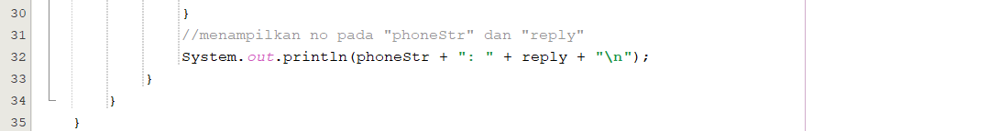 30 }
31 //menampilkan no pada "phoneStr" dan "reply"
32 System.out.println(phoneStr + ": " + reply + "\n");
33 }
34 }
35 }